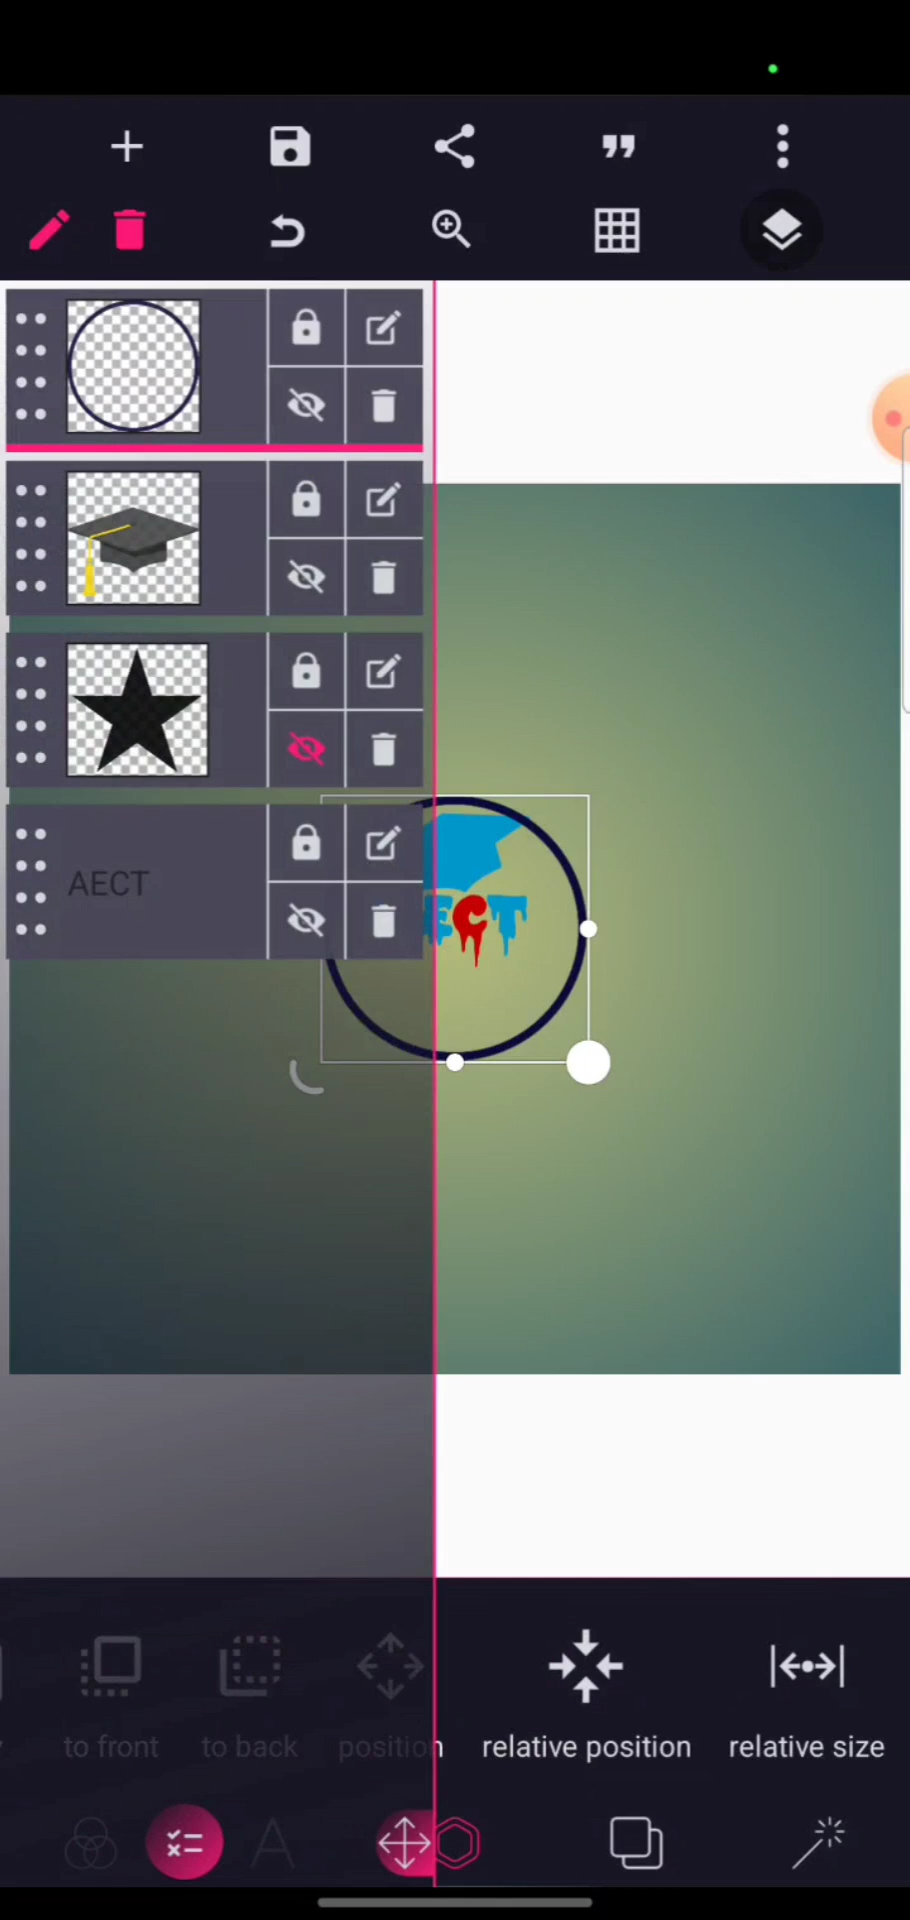 AECT
ECT
to front
to back
position
relative position
relative size